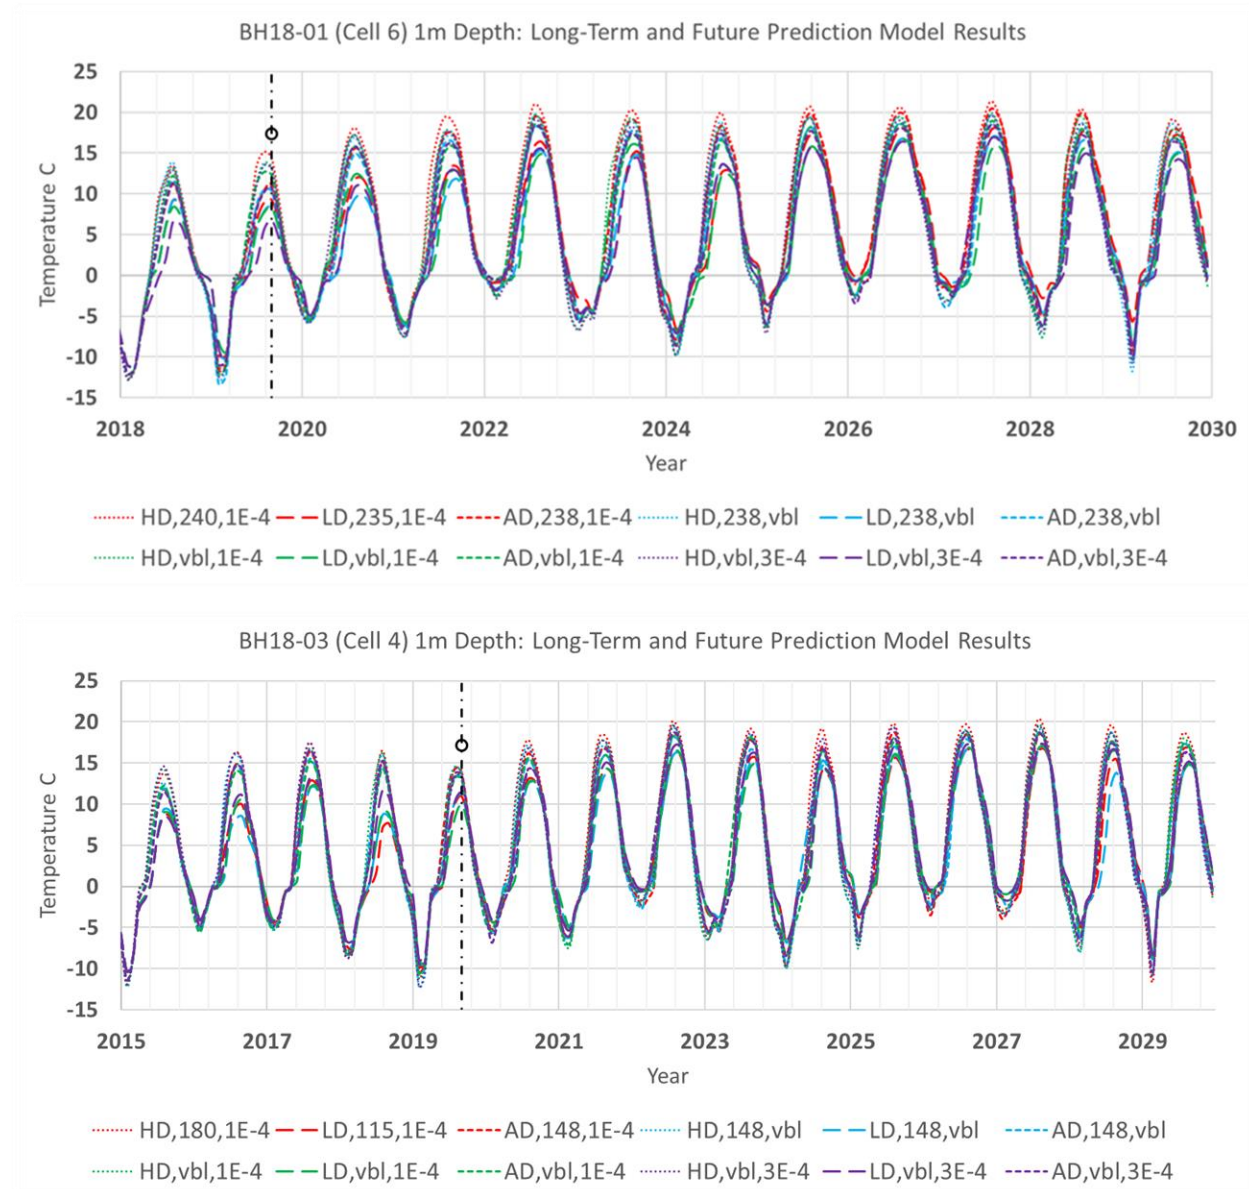 BH18-01 (Cell 6) 1m Depth: Long-Term and Future Prediction Model Results
25
20
15
10
5
0
-5
-10
-15
Temperature C
2018 2020 2022 2024 2026 2028 2030
Year
HD,240,1E-4 LD,235,1E-4 AD,238,1E-4 HD,238,vbl LD,238,vbl AD,238,vbl
HD,vbl,1E-4 LD,vbl,1E-4 AD,vbl,1E-4 HD,vbl,3E-4 LD,vbl,3E-4 AD,vbl,3E-4
BH18-03 (Cell 4) 1m Depth: Long-Term and Future Prediction Model Results
25
20
15
10
5
0
-5
-10
-15
Temperature C
2015 2017 2019 2021 2023 2025 2027 2029
Year
HD,180,1E-4 LD,115,1E-4 AD,148,1E-4 HD,148,vbl LD,148,vbl AD,148,vbl
HD,vbl,1E-4 LD,vbl,1E-4 AD,vbl,1E-4 HD,vbl,3E-4 LD,vbl,3E-4 AD,vbl,3E-4